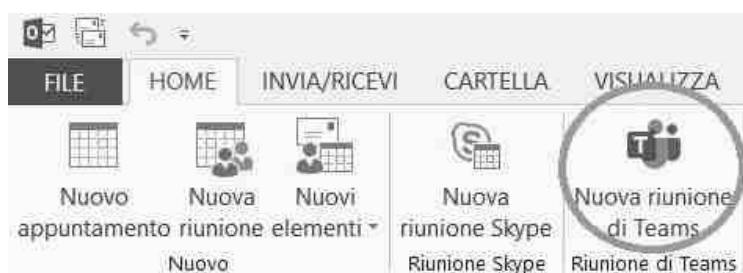 FILE HOME INVIA/RICEVI CARTELLA VISUALIZZA
Nuovo appuntamento
Nuova riunione
Nuovi elementi
Nuova riunione Skype
Nuova riunione di Teams
Nuovo Riunione Skype Riunione di Teams